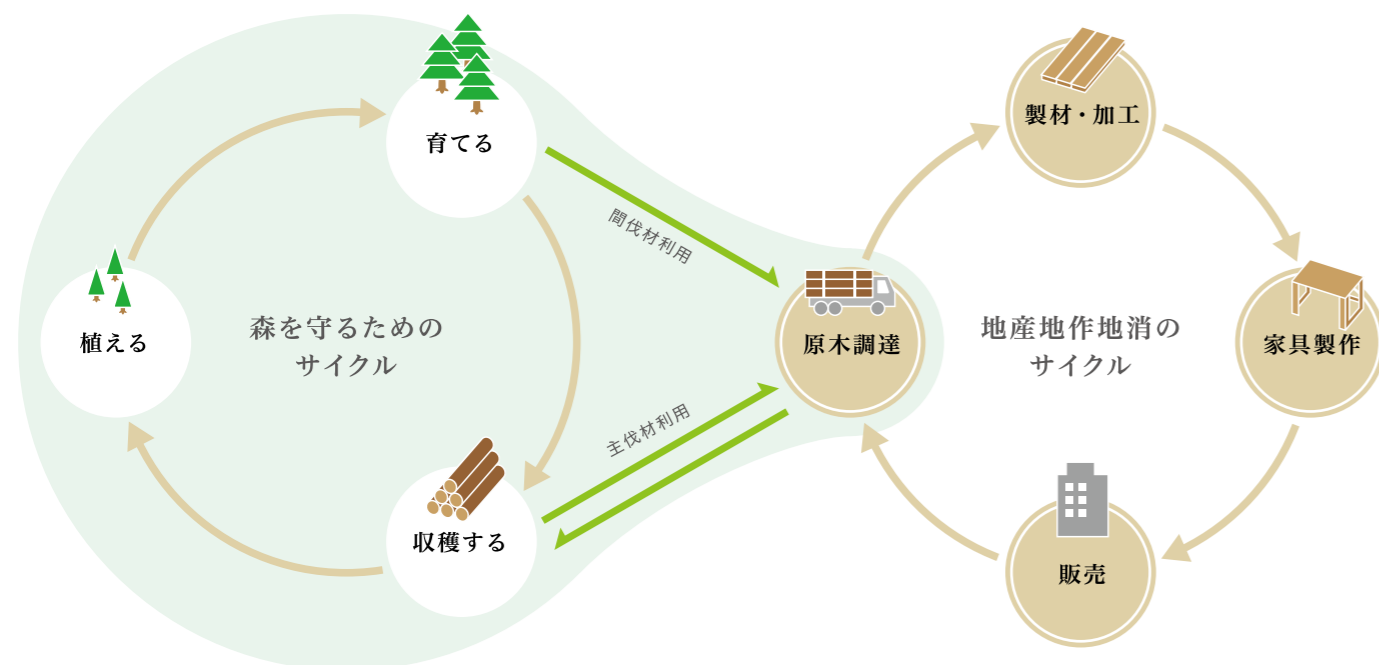 育てる
製材・加工
間伐材利用
植える
森を守るための
サイクル
原木調達
地産地作地消の
サイクル
家具製作
主伐材利用
収穫する
販売